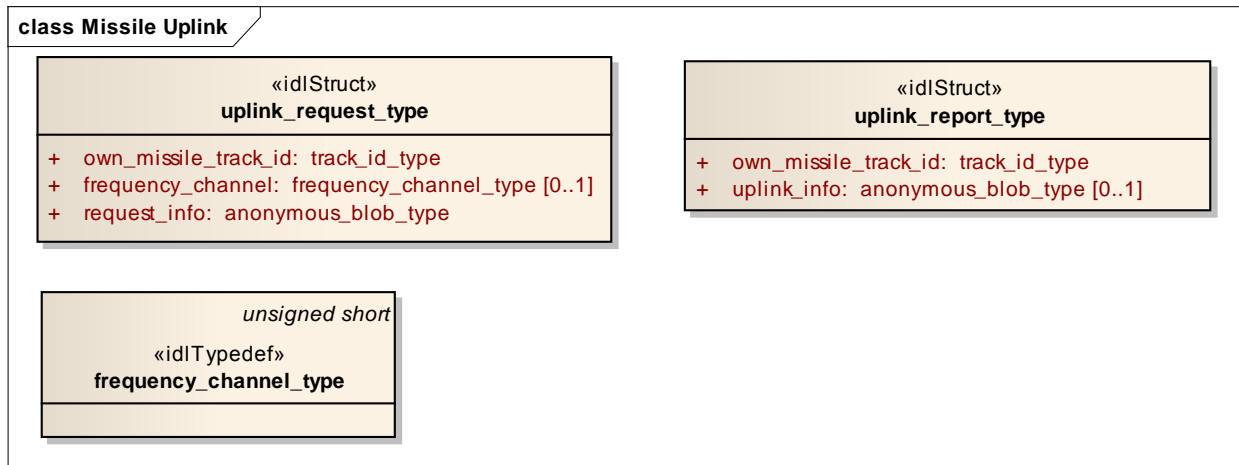 class Missile Uplink
«idlStruct»
uplink_request_type
+ own_missile_track_id: track_id_type
+ frequency_channel: frequency_channel_type [0..1]
+ request_info: anonymous_blob_type
«idlStruct»
uplink_report_type
+ own_missile_track_id: track_id_type
+ uplink_info: anonymous_blob_type [0..1]
unsigned short
«idlTypedef»
frequency_channel_type